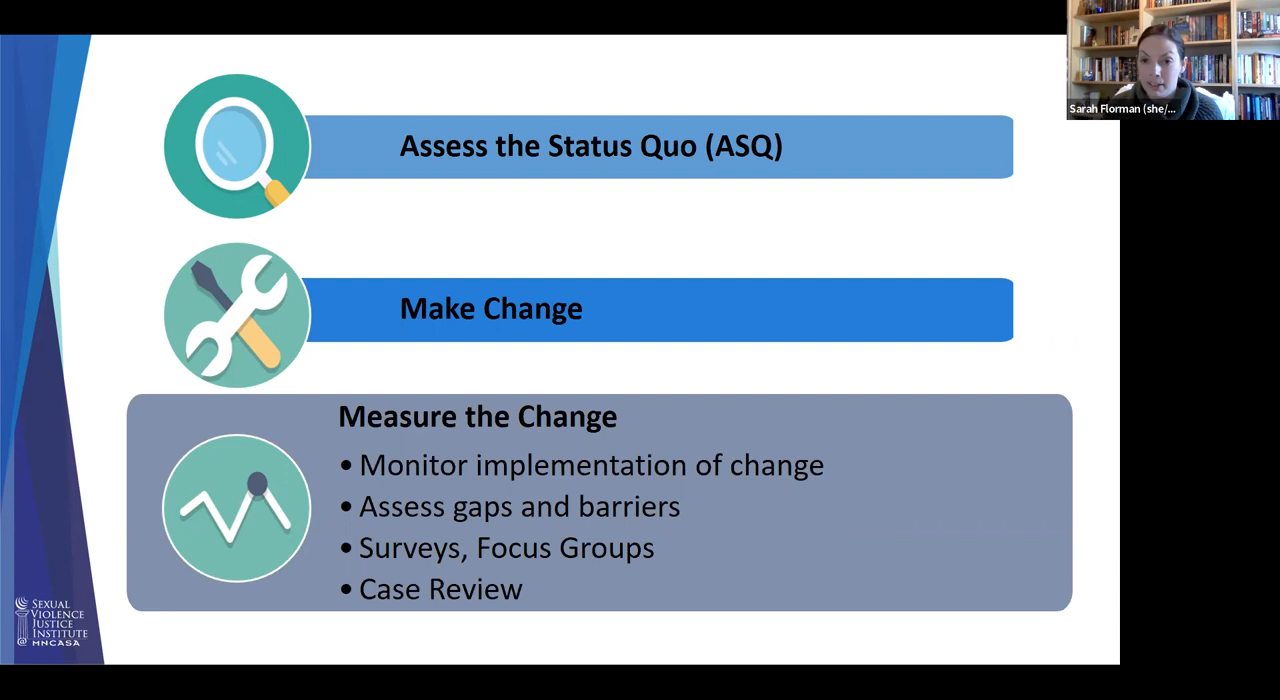 Sarah Florman (she/...
Assess the Status Quo (ASQ)
Make Change
Measure the Change
• Monitor implementation of change
• Assess gaps and barriers
• Surveys, Focus Groups
• Case Review
SEXUAL
VIOLENCE
JUSTICE
INSTITUTE
@ MNCASA